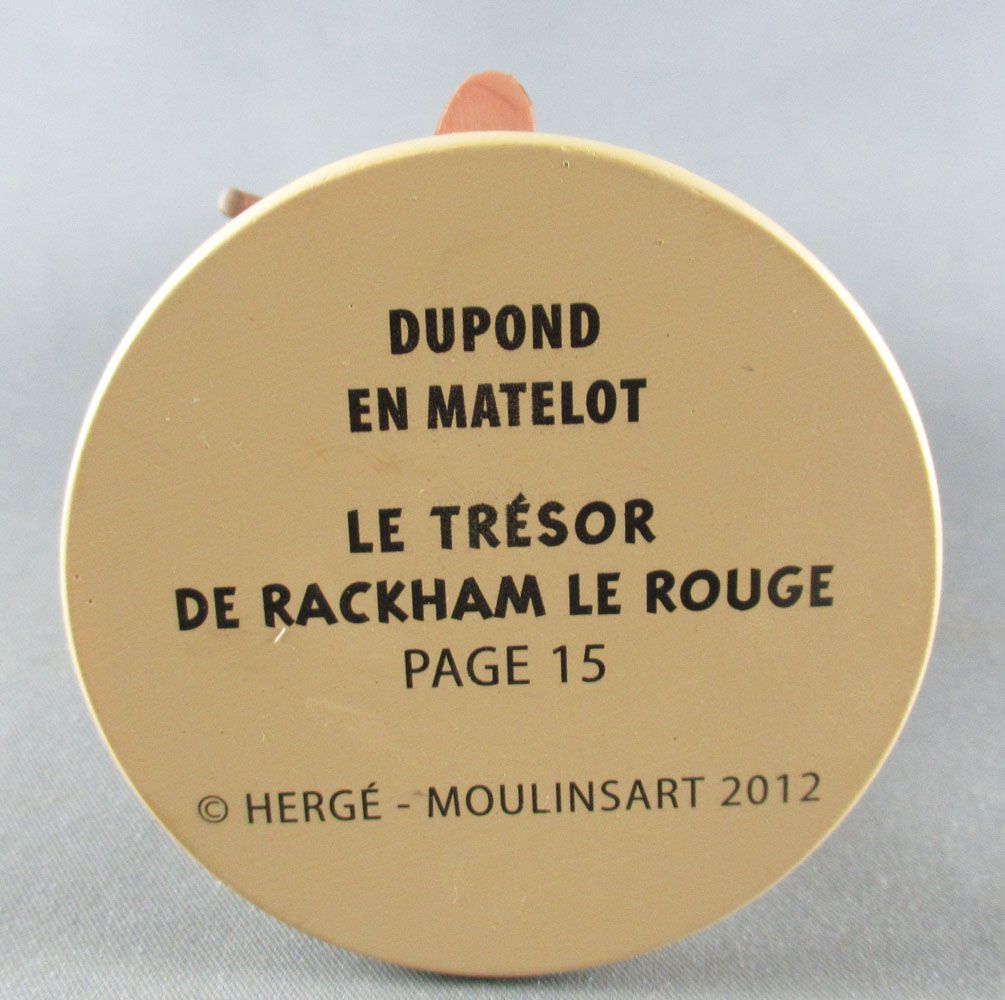 DUPOND
EN MATELOT
LE TRÉSOR
DE RACKHAM LE ROUGE
PAGE 15
© HERGÉ - MOULINSART 2012